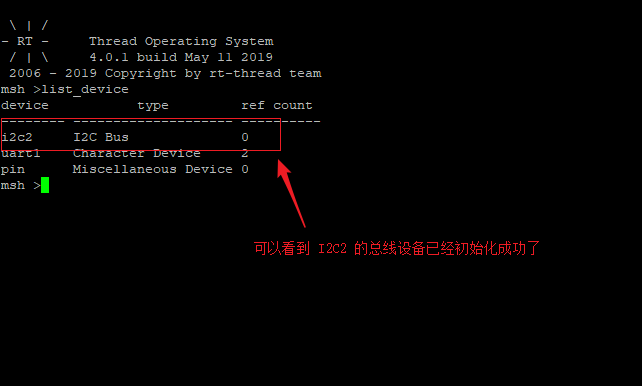 \ | /
- RT -     Thread Operating System
 / | \     4.0.1 build May 11 2019
 2006 - 2019 Copyright by rt-thread team
msh >list_device
device           type         ref count
-------- -------------------- ----------
i2c2     I2C Bus              0
uart1    Character Device     2
pin      Miscellaneous Device 0
msh >
可以看到 I2C2 的总线设备已经初始化成功了